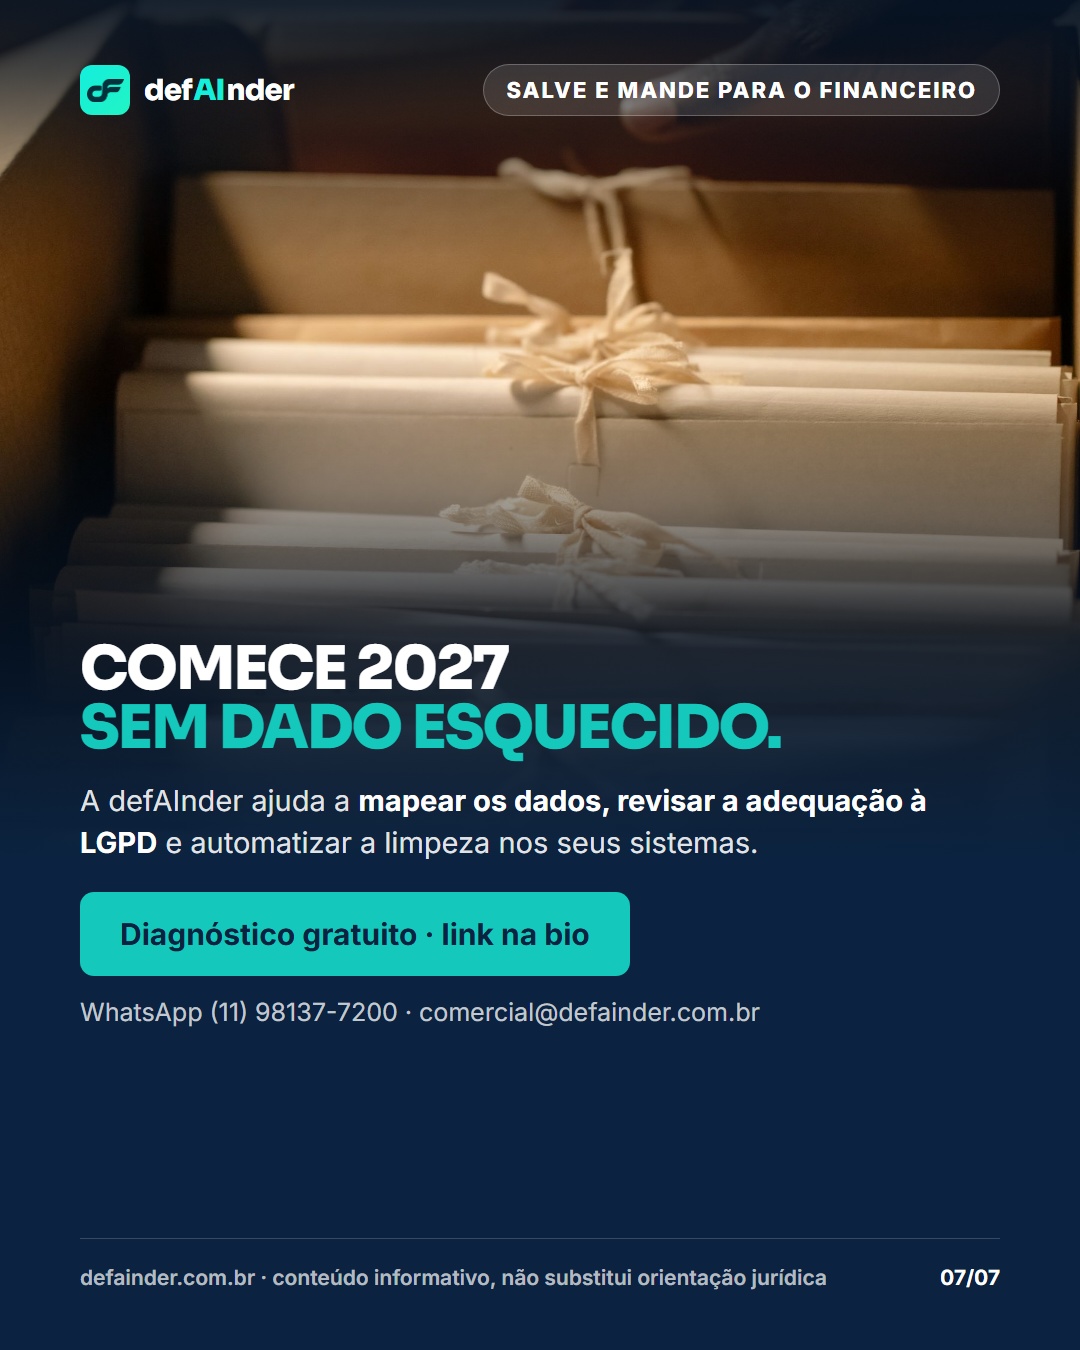 defAInder
SALVE E MANDE PARA O FINANCEIRO
COMECE 2027
SEM DADO ESQUECIDO.
A defAInder ajuda a mapear os dados, revisar a adequação à
LGPD e automatizar a limpeza nos seus sistemas.
Diagnóstico gratuito · link na bio
WhatsApp (11) 98137-7200 · comercial@defainder.com.br
defainder.com.br · conteúdo informativo, não substitui orientação jurídica
07/07